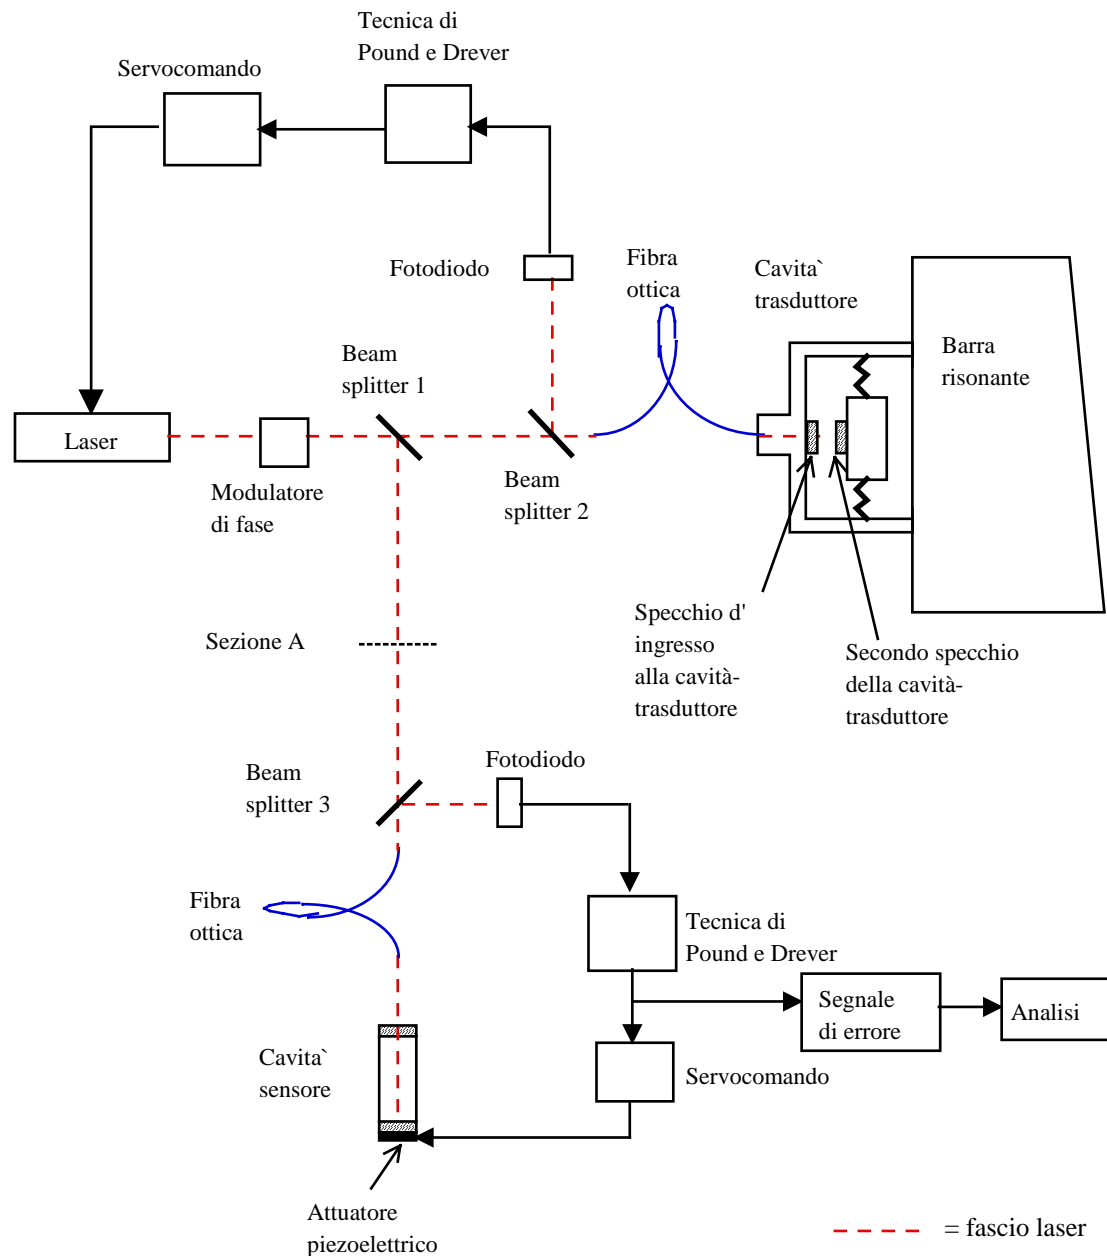 Tecnica di
Pound e Drever
Servocomando
Fotodiodo
Fibra
ottica
Cavita`
trasduttore
Barra
risonante
Beam
splitter 1
Laser
Modulatore
di fase
Beam
splitter 2
Sezione A
Specchio d'
ingresso
alla cavità-
trasduttore
Secondo specchio
della cavità-
trasduttore
Beam
splitter 3
Fotodiodo
Fibra
ottica
Tecnica di
Pound e Drever
Segnale
di errore
Analisi
Cavita`
sensore
Servocomando
Attuatore
piezoelettrico
= fascio laser